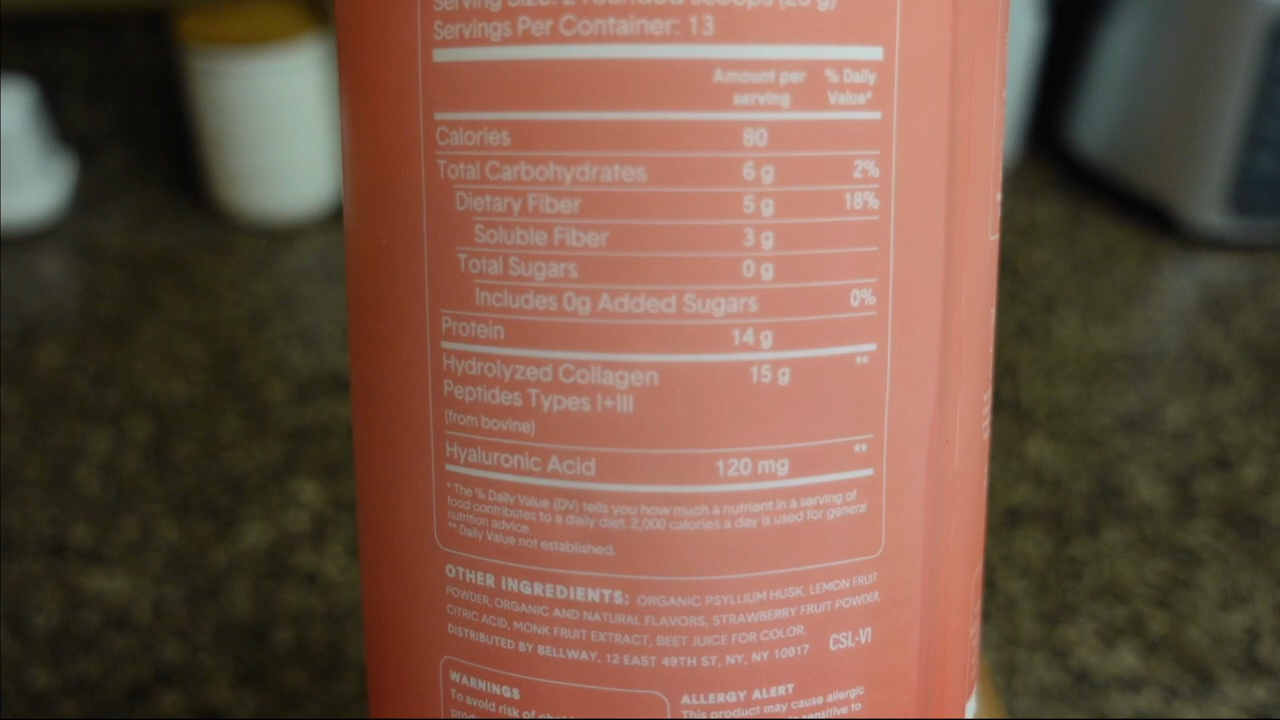 Serving Size: 2 rounded scoops (25 g)
Servings Per Container: 13
Amount per serving
% Daily Value*
Calories 80
Total Carbohydrates 6 g 2%
Dietary Fiber 5 g 18%
Soluble Fiber 3 g
Total Sugars 0 g
Includes 0g Added Sugars 0%
Protein 14 g
Hydrolyzed Collagen 15 g **
Peptides Types I+III
(from bovine)
Hyaluronic Acid 120 mg **
* The % Daily Value (DV) tells you how much a nutrient in a serving of
food contributes to a daily diet. 2,000 calories a day is used for general
nutrition advice.
** Daily Value not established.
OTHER INGREDIENTS: ORGANIC PSYLLIUM HUSK, LEMON FRUIT
POWDER, ORGANIC AND NATURAL FLAVORS, STRAWBERRY FRUIT POWDER,
CITRIC ACID, MONK FRUIT EXTRACT, BEET JUICE FOR COLOR.
DISTRIBUTED BY BELLWAY, 12 EAST 49TH ST, NY, NY 10017 CSL-VI
WARNINGS
To avoid risk of
ALLERGY ALERT
This product may cause allergic
sensitive to